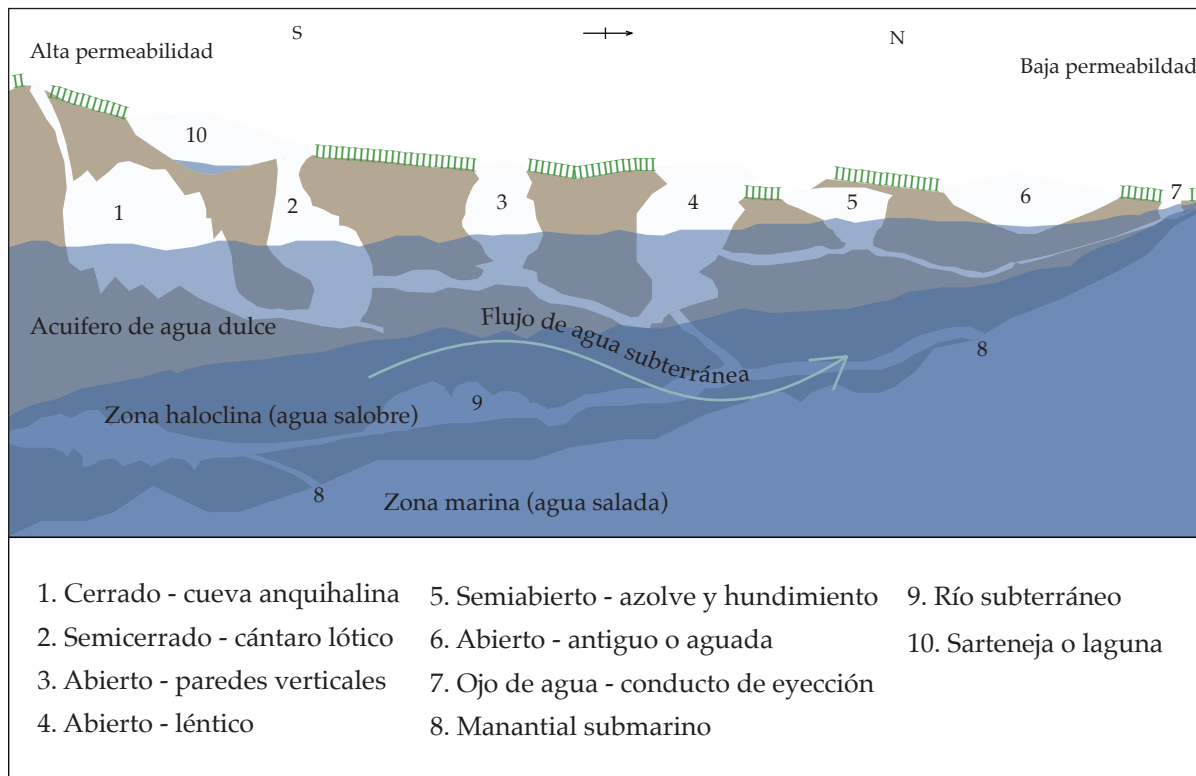 S
N
Alta permeabilidad
Baja permeabildad
10
1
2
3
4
5
6
7
Acuifero de agua dulce
Flujo de agua subterránea
8
Zona haloclina (agua salobre)
9
8
Zona marina (agua salada)
1. Cerrado - cueva anquihalina
2. Semicerrado - cántaro lótico
3. Abierto - paredes verticales
4. Abierto - léntico
5. Semiabierto - azolve y hundimiento
6. Abierto - antiguo o aguada
7. Ojo de agua - conducto de eyección
8. Manantial submarino
9. Río subterráneo
10. Sarteneja o laguna